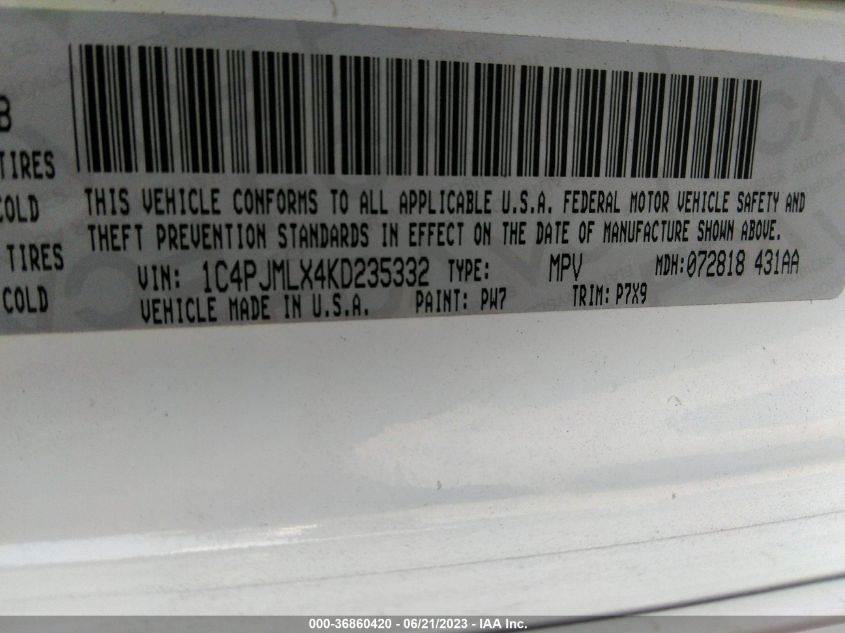 B
TIRES
COLD
TIRES
COLD
THIS VEHICLE CONFORMS TO ALL APPLICABLE U.S.A. FEDERAL MOTOR VEHICLE SAFETY AND
THEFT PREVENTION STANDARDS IN EFFECT ON THE DATE OF MANUFACTURE SHOWN ABOVE.
VIN: 1C4PJMLX4KD235332 TYPE: MPV MDH:072818 431AA
VEHICLE MADE IN U.S.A. PAINT: PW7 TRIM: P7X9
000-36860420 - 06/21/2023 - IAA Inc.